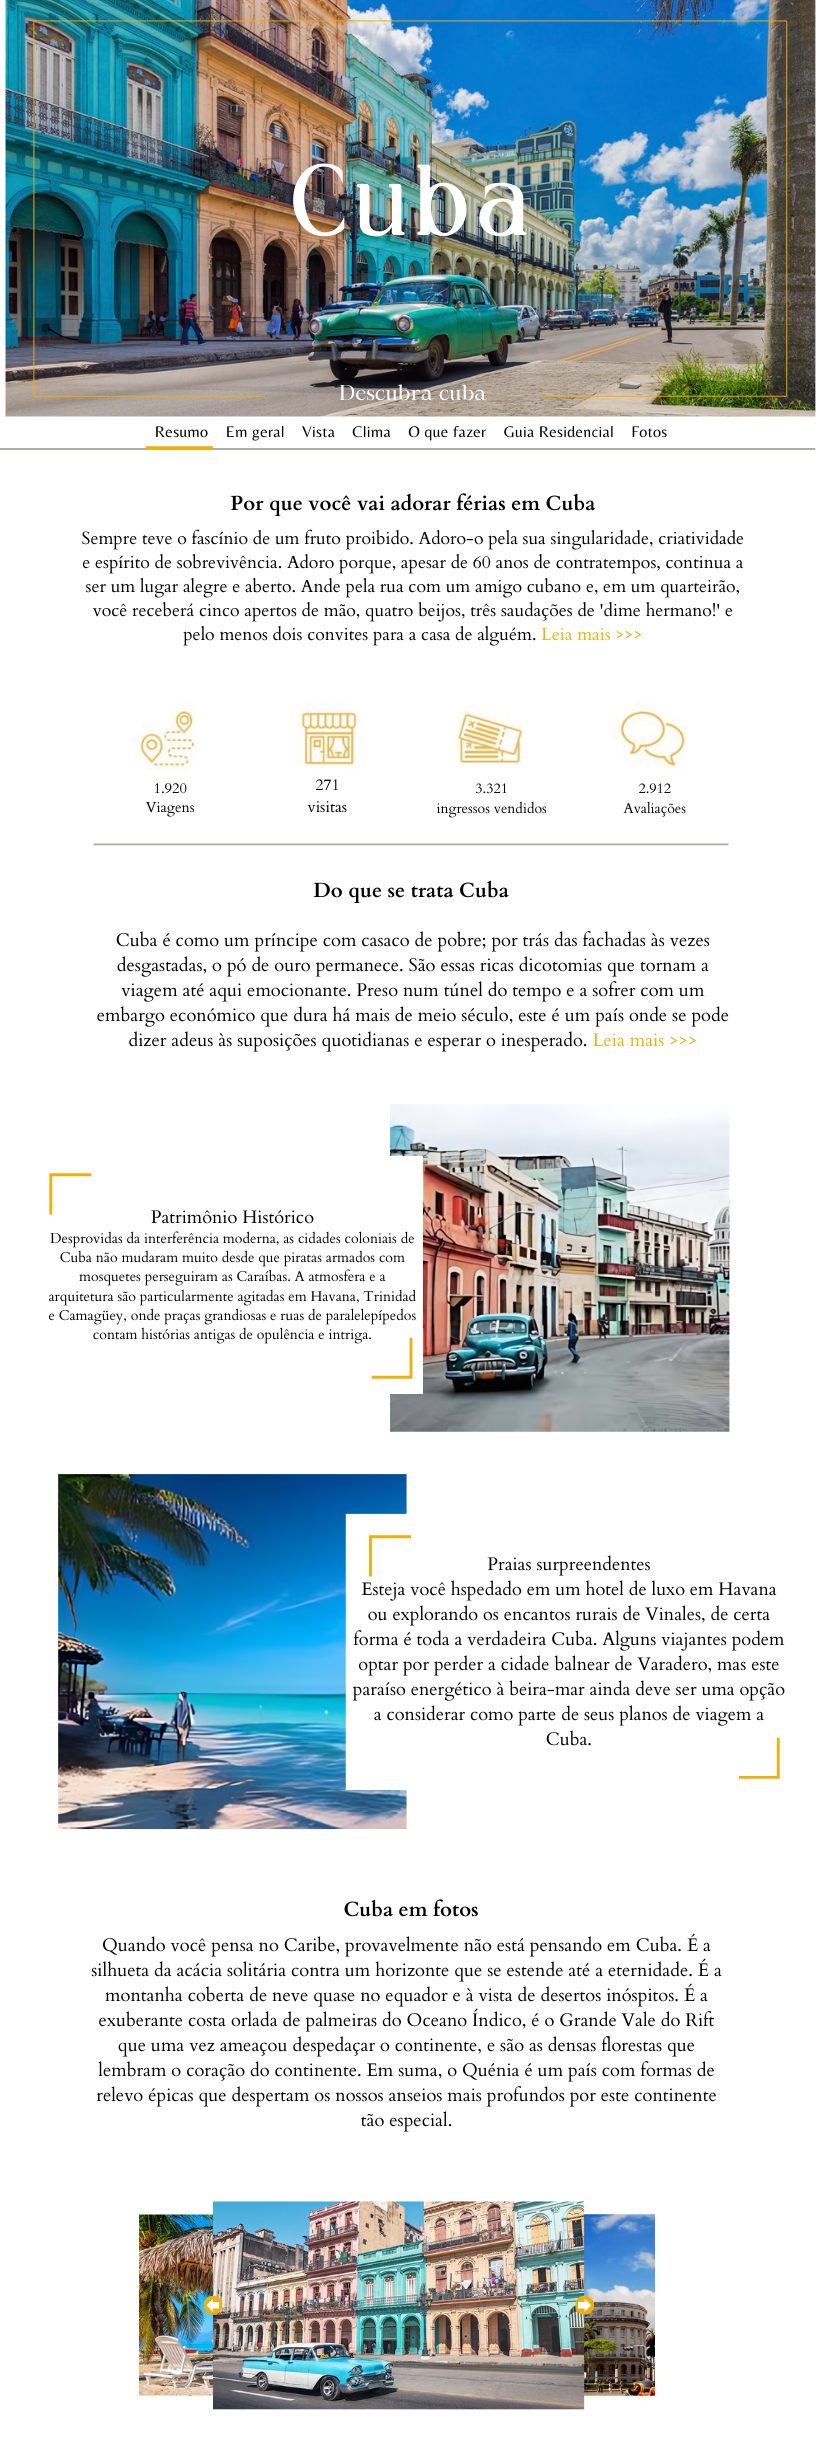 Cuba
Descubra cuba
Resumo Em geral Vista Clima O que fazer Guia Residencial Fotos
Por que você vai adorar férias em Cuba
Sempre teve o fascínio de um fruto proibido. Adoro-o pela sua singularidade, criatividade
e espírito de sobrevivência. Adoro porque, apesar de 60 anos de contratempos, continua a
ser um lugar alegre e aberto. Ande pela rua com um amigo cubano e, em um quarteirão,
você receberá cinco apertos de mão, quatro beijos, três saudações de 'dime hermano!' e
pelo menos dois convites para a casa de alguém. Leia mais >>>
1.920
Viagens
271
visitas
3.321
ingressos vendidos
2.912
Avaliações
Do que se trata Cuba
Cuba é como um príncipe com casaco de pobre; por trás das fachadas às vezes
desgastadas, o pó de ouro permanece. São essas ricas dicotomias que tornam a
viagem até aqui emocionante. Preso num túnel do tempo e a sofrer com um
embargo económico que dura há mais de meio século, este é um país onde se pode
dizer adeus às suposições quotidianas e esperar o inesperado. Leia mais >>>
Patrimônio Histórico
Desprovidas da interferência moderna, as cidades coloniais de
Cuba não mudaram muito desde que piratas armados com
mosquetes perseguiram as Caraíbas. A atmosfera e a
arquitetura são particularmente agitadas em Havana, Trinidad
e Camagüey, onde praças grandiosas e ruas de paralelepípedos
contam histórias antigas de opulência e intriga.
Praias surpreendentes
Esteja você hspedado em um hotel de luxo em Havana
ou explorando os encantos rurais de Vinales, de certa
forma é toda a verdadeira Cuba. Alguns viajantes podem
optar por perder a cidade balnear de Varadero, mas este
paraíso energético à beira-mar ainda deve ser uma opção
a considerar como parte de seus planos de viagem a
Cuba.
Cuba em fotos
Quando você pensa no Caribe, provavelmente não está pensando em Cuba. É a
silhueta da acácia solitária contra um horizonte que se estende até a eternidade. É a
montanha coberta de neve quase no equador e à vista de desertos inóspitos. É a
exuberante costa orlada de palmeiras do Oceano Índico, é o Grande Vale do Rift
que uma vez ameaçou despedaçar o continente, e são as densas florestas que
lembram o coração do continente. Em suma, o Quénia é um país com formas de
relevo épicas que despertam os nossos anseios mais profundos por este continente
tão especial.